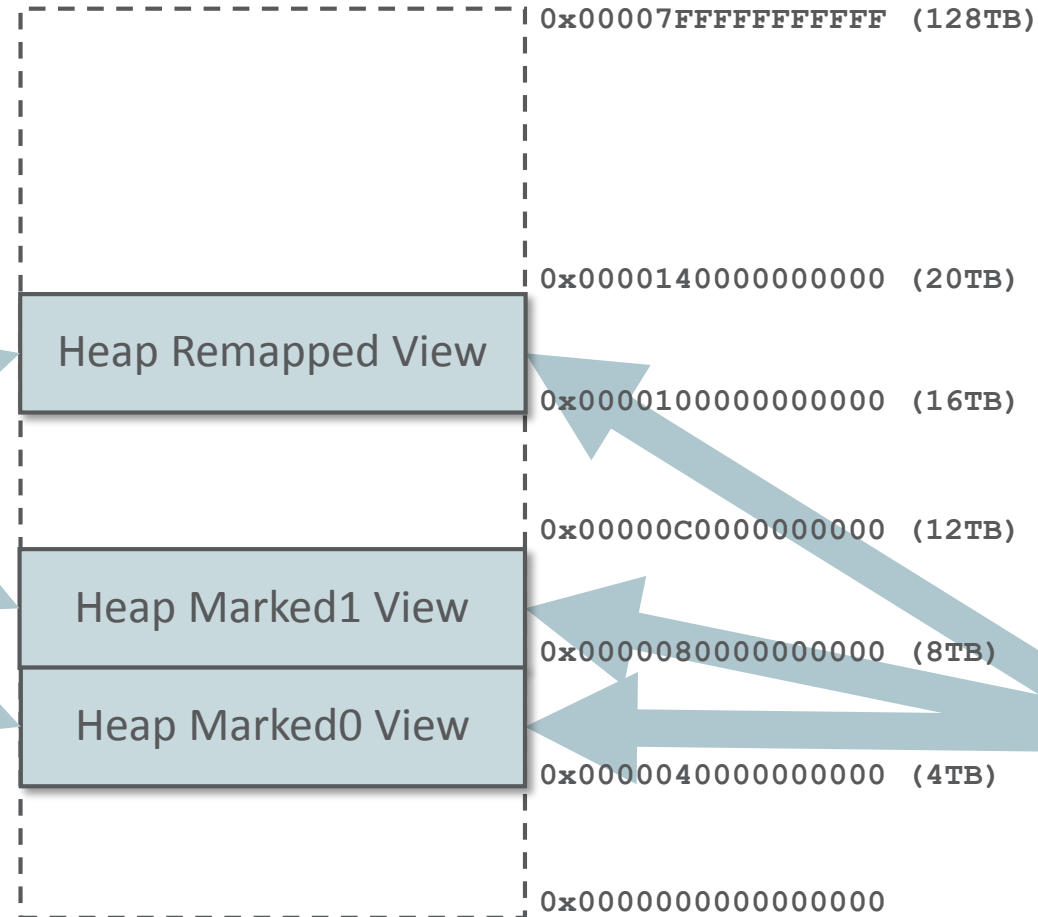 0x00007FFFFFFFFFFF (128TB)
0x0000140000000000 (20TB)
Heap Remapped View
0x0000100000000000 (16TB)
0x00000C0000000000 (12TB)
Heap Marked1 View
0x0000080000000000 (8TB)
Heap Marked0 View
0x0000040000000000 (4TB)
0x0000000000000000